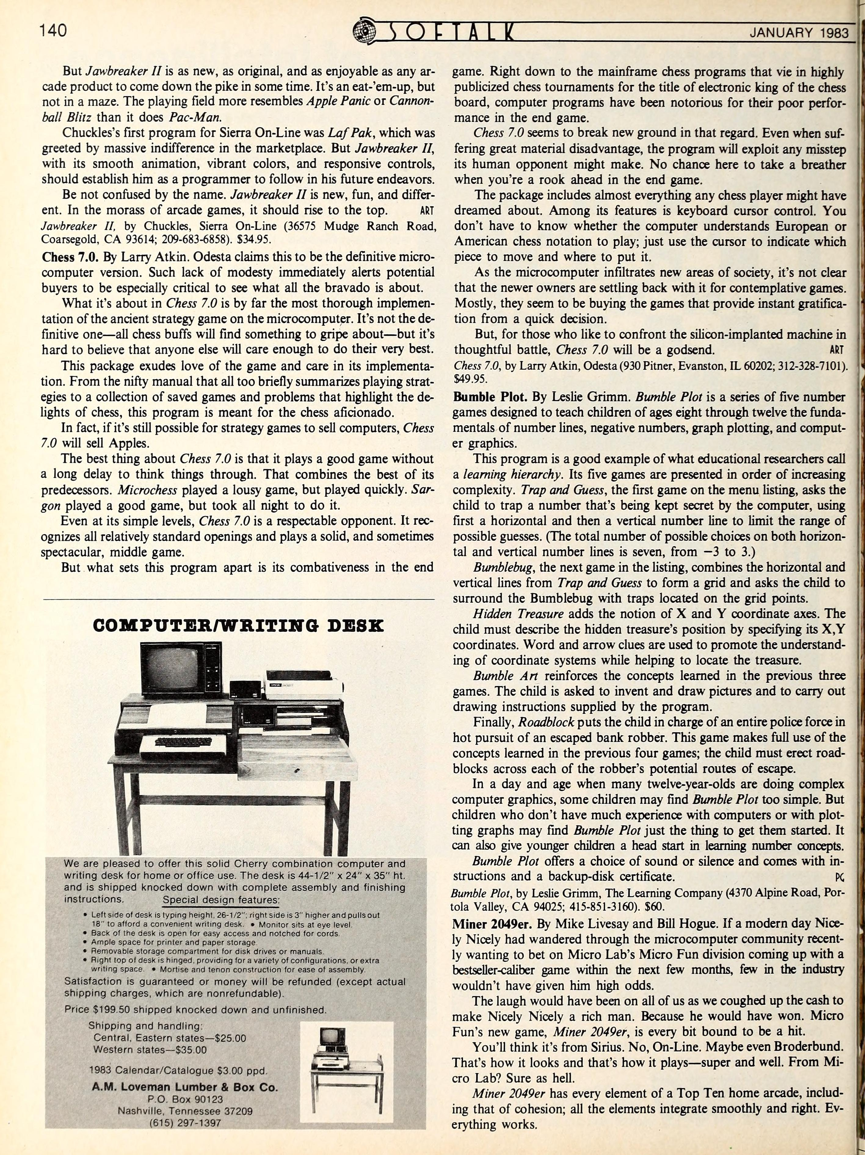 140
SOFTALK
JANUARY 1983
But Jawbreaker II is as new, as original, and as enjoyable as any ar-
cade product to come down the pike in some time. It's an eat-'em-up, but
not in a maze. The playing field more resembles Apple Panic or Cannon-
ball Blitz than it does Pac-Man.
Chuckles's first program for Sierra On-Line was Laf Pak, which was
greeted by massive indifference in the marketplace. But Jawbreaker II,
with its smooth animation, vibrant colors, and responsive controls,
should establish him as a programmer to follow in his future endeavors.
Be not confused by the name. Jawbreaker II is new, fun, and differ-
ent. In the morass of arcade games, it should rise to the top. ART
Jawbreaker II, by Chuckles, Sierra On-Line (36575 Mudge Ranch Road,
Coarsegold, CA 93614; 209-683-6858). $34.95.
Chess 7.0. By Larry Atkin. Odesta claims this to be the definitive micro-
computer version. Such lack of modesty immediately alerts potential
buyers to be especially critical to see what all the bravado is about.
What it's about in Chess 7.0 is by far the most thorough implemen-
tation of the ancient strategy game on the microcomputer. It's not the de-
finitive one—all chess buffs will find something to gripe about—but it's
hard to believe that anyone else will care enough to do their very best.
This package exudes love of the game and care in its implementa-
tion. From the nifty manual that all too briefly summarizes playing strat-
egies to a collection of saved games and problems that highlight the de-
lights of chess, this program is meant for the chess aficionado.
In fact, if it's still possible for strategy games to sell computers, Chess
7.0 will sell Apples.
The best thing about Chess 7.0 is that it plays a good game without
a long delay to think things through. That combines the best of its
predecessors. Microchess played a lousy game, but played quickly. Sar-
gon played a good game, but took all night to do it.
Even at its simple levels, Chess 7.0 is a respectable opponent. It rec-
ognizes all relatively standard openings and plays a solid, and sometimes
spectacular, middle game.
But what sets this program apart is its combativeness in the end
COMPUTER/WRITING DESK
We are pleased to offer this solid Cherry combination computer and
writing desk for home or office use. The desk is 44-1/2" x 24" x 35" ht.
and is shipped knocked down with complete assembly and finishing
instructions. Special design features:
• Left side of desk is typing height, 26-1/2"; right side is 3" higher and pulls out
18" to afford a convenient writing desk. • Monitor sits at eye level.
• Back of the desk is open for easy access and notched for cords.
• Ample space for printer and paper storage.
• Removable storage compartment for disk drives or manuals.
• Right top of desk is hinged, providing for a variety of configurations, or extra
writing space. • Mortise and tenon construction for ease of assembly.
Satisfaction is guaranteed or money will be refunded (except actual
shipping charges, which are nonrefundable).
Price $199.50 shipped knocked down and unfinished.
Shipping and handling:
Central, Eastern states—$25.00
Western states—$35.00
1983 Calendar/Catalogue $3.00 ppd.
A.M. Loveman Lumber & Box Co.
P.O. Box 90123
Nashville, Tennessee 37209
(615) 297-1397
game. Right down to the mainframe chess programs that vie in highly
publicized chess tournaments for the title of electronic king of the chess
board, computer programs have been notorious for their poor perfor-
mance in the end game.
Chess 7.0 seems to break new ground in that regard. Even when suf-
fering great material disadvantage, the program will exploit any misstep
its human opponent might make. No chance here to take a breather
when you're a rook ahead in the end game.
The package includes almost everything any chess player might have
dreamed about. Among its features is keyboard cursor control. You
don't have to know whether the computer understands European or
American chess notation to play; just use the cursor to indicate which
piece to move and where to put it.
As the microcomputer infiltrates new areas of society, it's not clear
that the newer owners are settling back with it for contemplative games.
Mostly, they seem to be buying the games that provide instant gratifica-
tion from a quick decision.
But, for those who like to confront the silicon-implanted machine in
thoughtful battle, Chess 7.0 will be a godsend. ART
Chess 7.0, by Larry Atkin, Odesta (930 Pitner, Evanston, IL 60202; 312-328-7101).
$49.95.
Bumble Plot. By Leslie Grimm. Bumble Plot is a series of five number
games designed to teach children of ages eight through twelve the funda-
mentals of number lines, negative numbers, graph plotting, and comput-
er graphics.
This program is a good example of what educational researchers call
a learning hierarchy. Its five games are presented in order of increasing
complexity. Trap and Guess, the first game on the menu listing, asks the
child to trap a number that's being kept secret by the computer, using
first a horizontal and then a vertical number line to limit the range of
possible guesses. (The total number of possible choices on both horizon-
tal and vertical number lines is seven, from −3 to 3.)
Bumblebug, the next game in the listing, combines the horizontal and
vertical lines from Trap and Guess to form a grid and asks the child to
surround the Bumblebug with traps located on the grid points.
Hidden Treasure adds the notion of X and Y coordinate axes. The
child must describe the hidden treasure's position by specifying its X,Y
coordinates. Word and arrow clues are used to promote the understand-
ing of coordinate systems while helping to locate the treasure.
Bumble Art reinforces the concepts learned in the previous three
games. The child is asked to invent and draw pictures and to carry out
drawing instructions supplied by the program.
Finally, Roadblock puts the child in charge of an entire police force in
hot pursuit of an escaped bank robber. This game makes full use of the
concepts learned in the previous four games; the child must erect road-
blocks across each of the robber's potential routes of escape.
In a day and age when many twelve-year-olds are doing complex
computer graphics, some children may find Bumble Plot too simple. But
children who don't have much experience with computers or with plot-
ting graphs may find Bumble Plot just the thing to get them started. It
can also give younger children a head start in learning number concepts.
Bumble Plot offers a choice of sound or silence and comes with in-
structions and a backup-disk certificate. PG
Bumble Plot, by Leslie Grimm, The Learning Company (4370 Alpine Road, Por-
tola Valley, CA 94025; 415-851-3160). $60.
Miner 2049er. By Mike Livesay and Bill Hogue. If a modern day Nice-
ly Nicely had wandered through the microcomputer community recent-
ly wanting to bet on Micro Lab's Micro Fun division coming up with a
bestseller-caliber game within the next few months, few in the industry
wouldn't have given him high odds.
The laugh would have been on all of us as we coughed up the cash to
make Nicely Nicely a rich man. Because he would have won. Micro
Fun's new game, Miner 2049er, is every bit bound to be a hit.
You'll think it's from Sirius. No, On-Line. Maybe even Broderbund.
That's how it looks and that's how it plays—super and well. From Mi-
cro Lab? Sure as hell.
Miner 2049er has every element of a Top Ten home arcade, includ-
ing that of cohesion; all the elements integrate smoothly and right. Ev-
erything works.